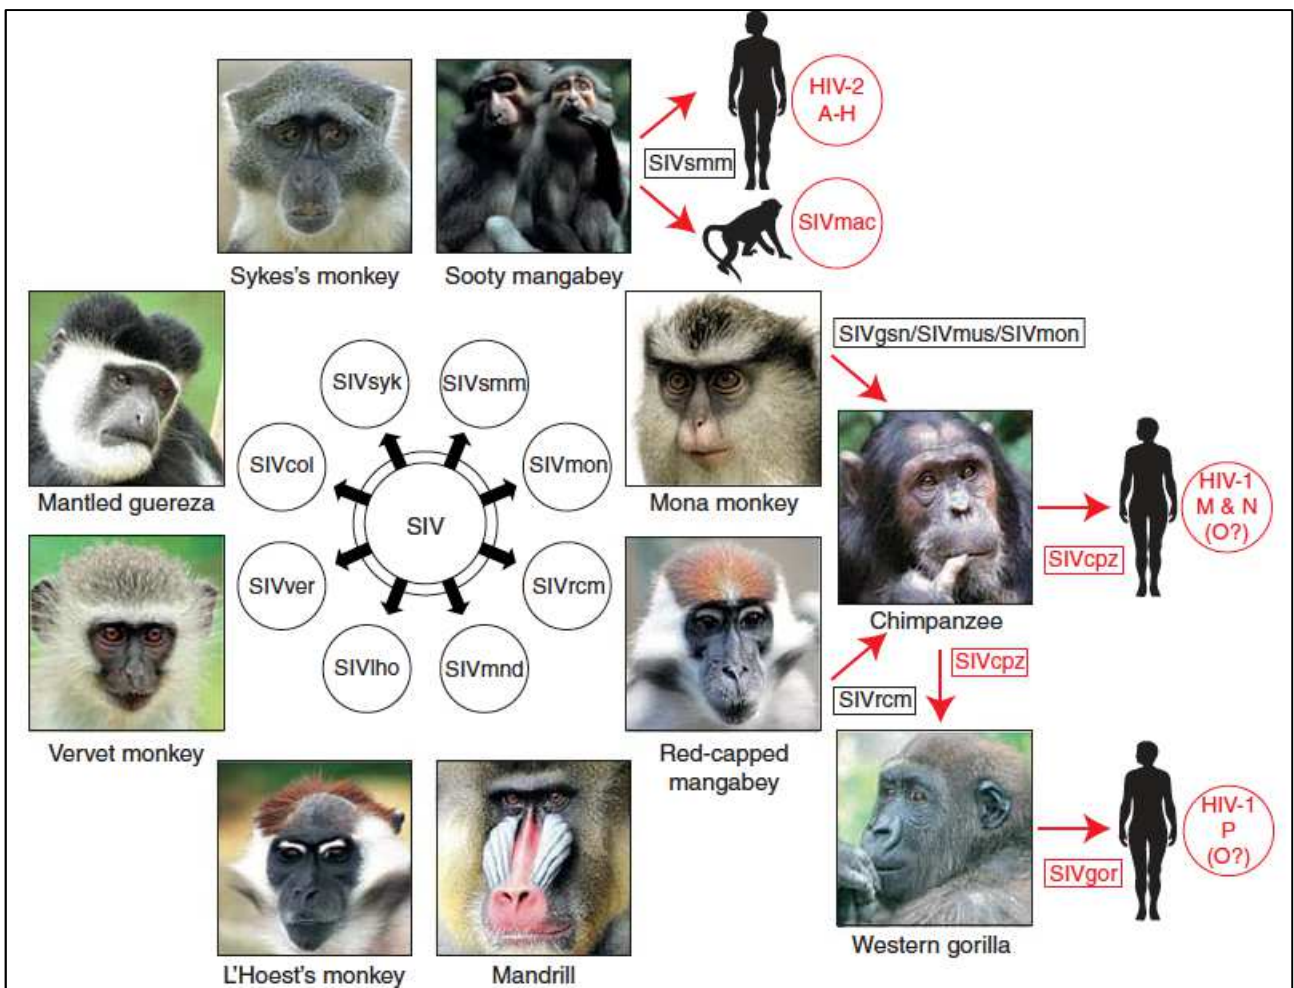 HIV-2
A-H
SIVsmm
SIVmac
Sykes's monkey
Sooty mangabey
SIVgsn/SIVmus/SIVmon
SIVsyk
SIVsmm
SIVcol
SIVmon
SIV
SIVver
SIVrcm
SIVlho
SIVmnd
Mantled guereza
Mona monkey
HIV-1
M & N
(O?)
SIVcpz
Chimpanzee
SIVcpz
SIVrcm
Vervet monkey
Red-capped
mangabey
HIV-1
P
(O?)
SIVgor
Western gorilla
L'Hoest's monkey
Mandrill